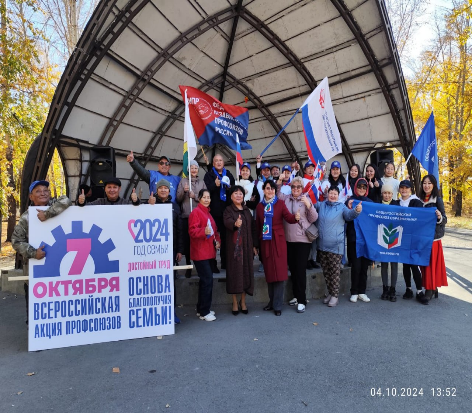 7
ОКТЯБРЯ
ВСЕРОССИЙСКАЯ
АКЦИЯ ПРОФСОЮЗОВ
2024
ГОД СЕМЬИ
ДОСТОЙНЫЙ ТРУД
ОСНОВА
БЛАГОПОЛУЧИЯ
СЕМЬИ!
04.10.2024 13:52